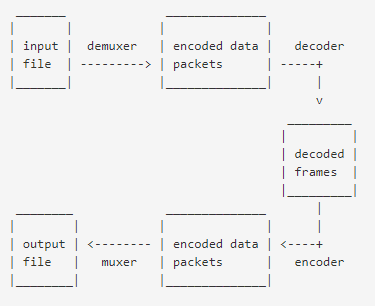 input demuxer encoded data decoder
file packets
decoded
frames
output encoded data
file muxer packets encoder